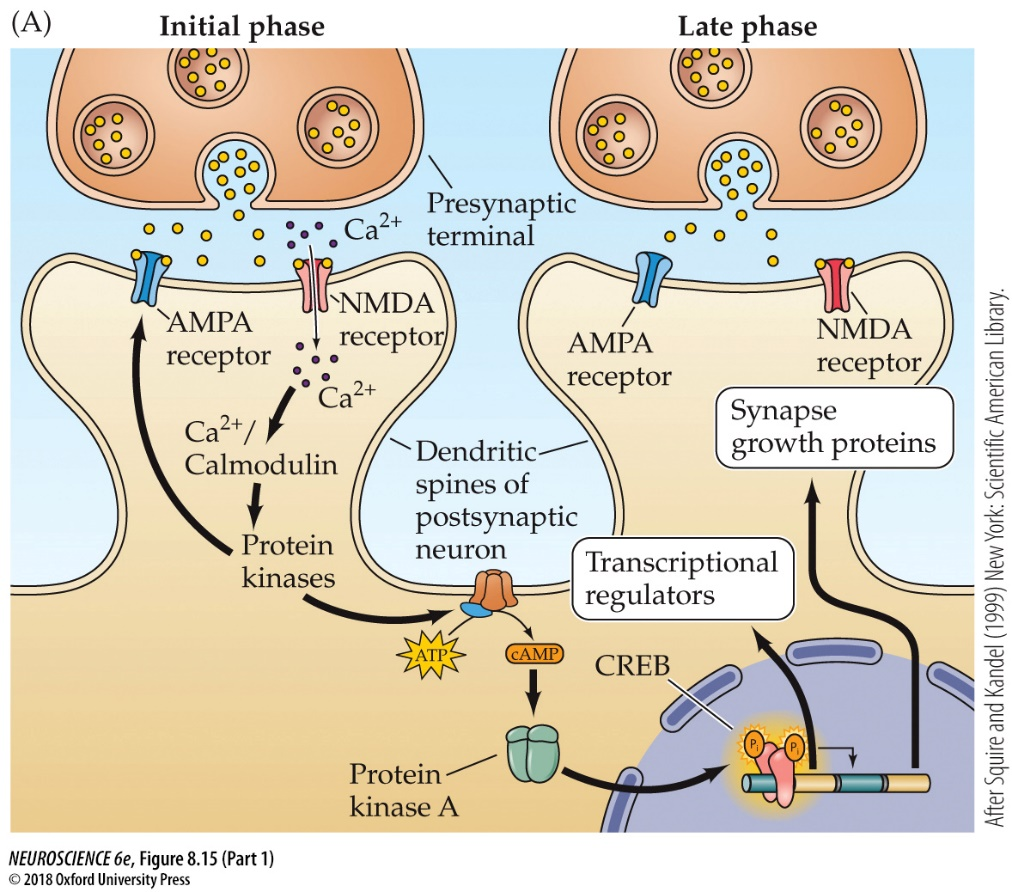 (A)
Initial phase
Late phase
Ca2+
Presynaptic
terminal
AMPA
receptor
NMDA
receptor
Ca2+
Ca2+/
Calmodulin
Protein
kinases
Dendritic
spines of
postsynaptic
neuron
AMPA
receptor
NMDA
receptor
Synapse
growth proteins
Transcriptional
regulators
ATP
cAMP
CREB
Pi
Pi
Protein
kinase A
After Squire and Kandel (1999) New York: Scientific American Library.
NEUROSCIENCE 6e, Figure 8.15 (Part 1)
© 2018 Oxford University Press